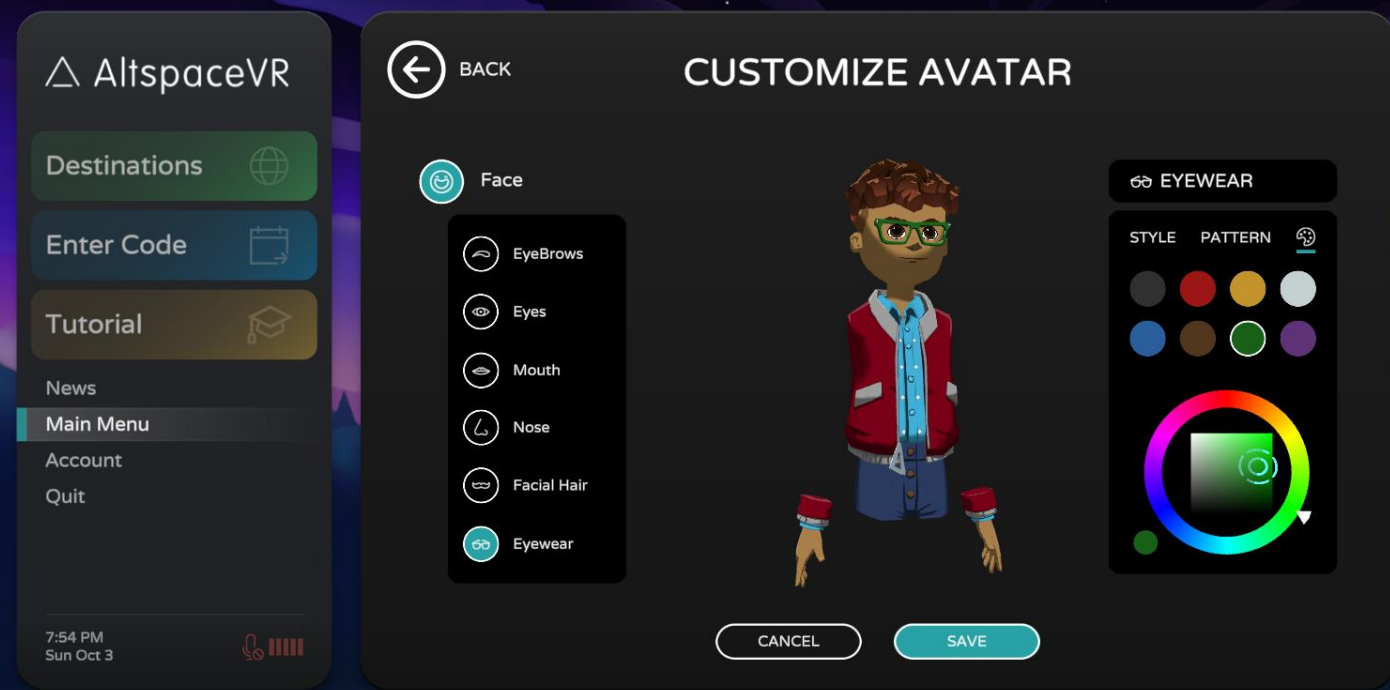 AltspaceVR
Destinations
Enter Code
Tutorial
News
Main Menu
Account
Quit
7:54 PM
Sun Oct 3
BACK
CUSTOMIZE AVATAR
Face
EyeBrows
Eyes
Mouth
Nose
Facial Hair
Eyewear
EYEWEAR
STYLE PATTERN
CANCEL
SAVE